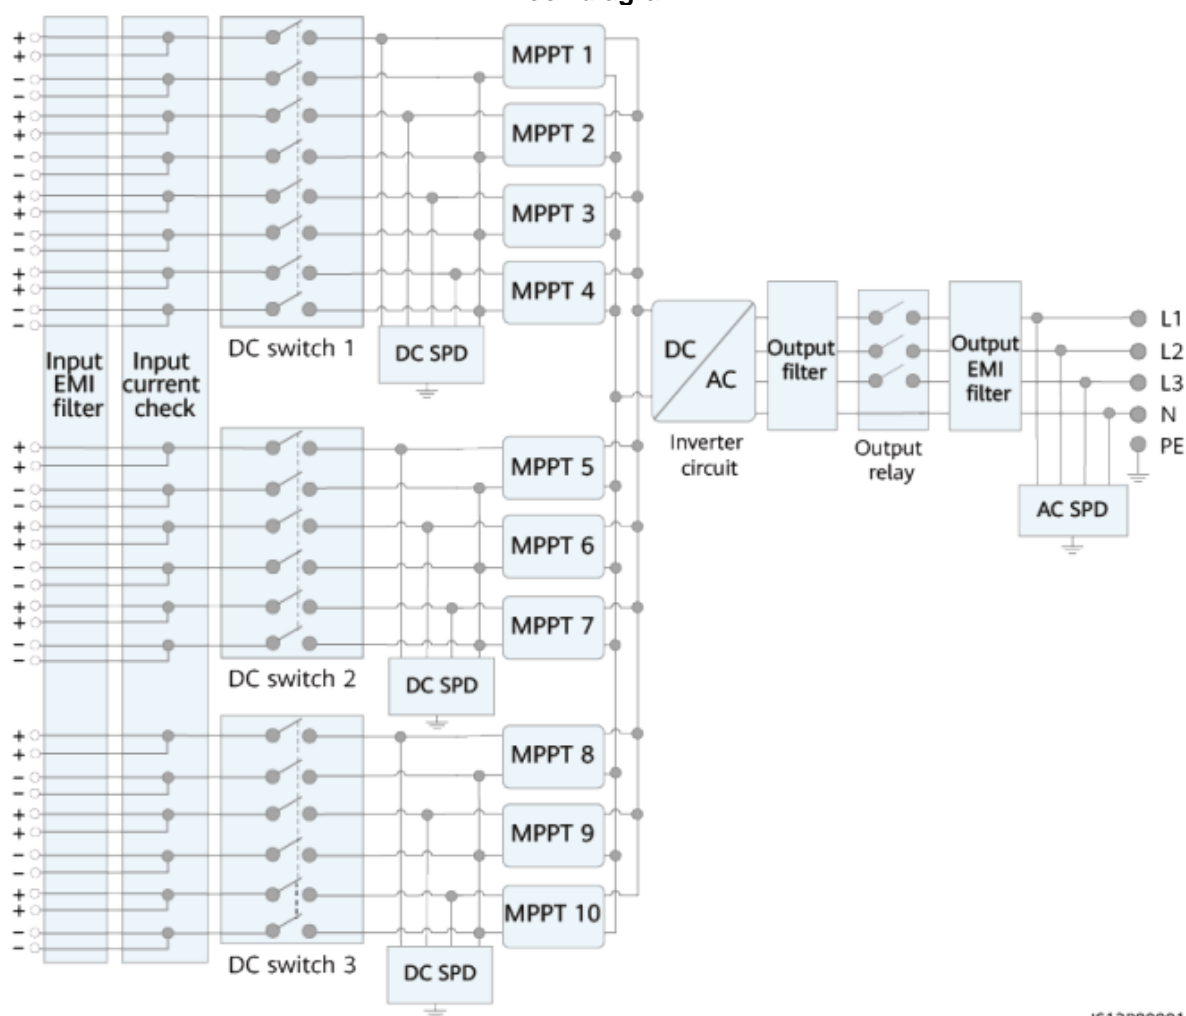 +
+
−
−
+
+
−
−
+
+
−
−
+
+
−
−
MPPT 1
MPPT 2
MPPT 3
MPPT 4
DC switch 1
DC SPD
Input
EMI
filter
Input
current
check
+
+
−
−
+
+
−
−
+
+
−
−
MPPT 5
MPPT 6
MPPT 7
DC switch 2
DC SPD
+
+
−
−
+
+
−
−
+
+
−
−
MPPT 8
MPPT 9
MPPT 10
DC switch 3
DC SPD
DC
AC
Inverter
circuit
Output
filter
Output
relay
Output
EMI
filter
L1
L2
L3
N
PE
AC SPD